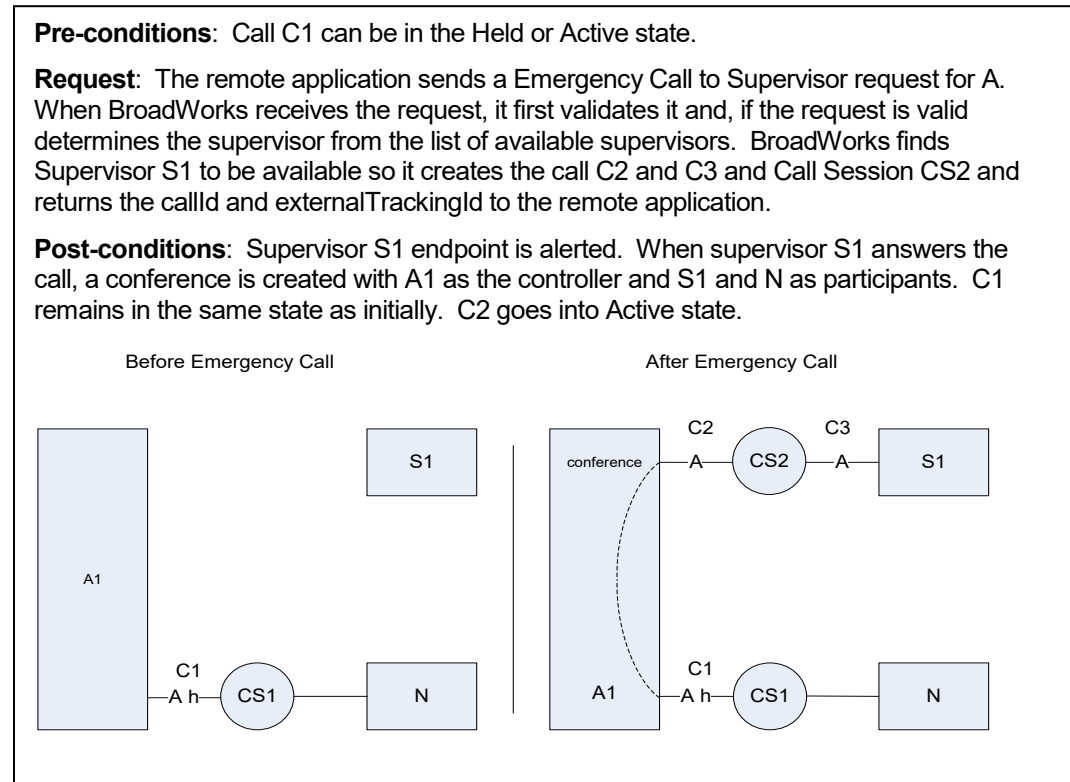 Pre-conditions: Call C1 can be in the Held or Active state.
Request: The remote application sends a Emergency Call to Supervisor request for A.
When BroadWorks receives the request, it first validates it and, if the request is valid
determines the supervisor from the list of available supervisors. BroadWorks finds
Supervisor S1 to be available so it creates the call C2 and C3 and Call Session CS2 and
returns the callId and externalTrackingId to the remote application.
Post-conditions: Supervisor S1 endpoint is alerted. When supervisor S1 answers the
call, a conference is created with A1 as the controller and S1 and N as participants. C1
remains in the same state as initially. C2 goes into Active state.
Before Emergency Call
S1
A1
C1
A h
CS1
N
After Emergency Call
C2
C3
conference
A
CS2
A
S1
C1
A1
A h
CS1
N